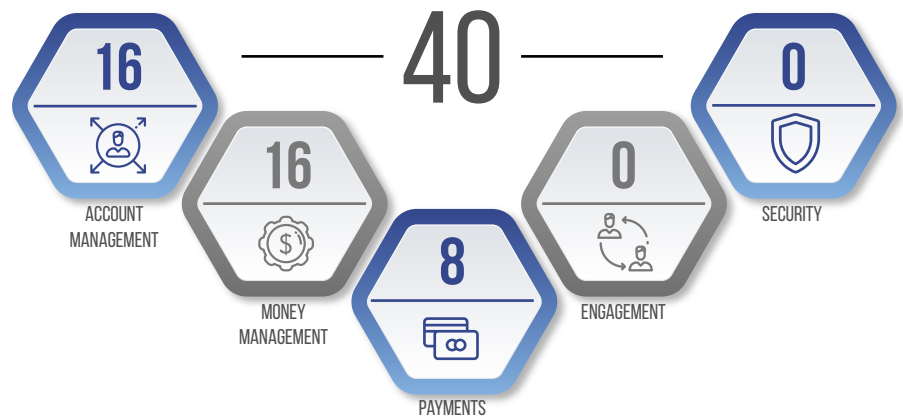 40
16
ACCOUNT
MANAGEMENT
16
$
MONEY
MANAGEMENT
8
PAYMENTS
0
ENGAGEMENT
0
SECURITY